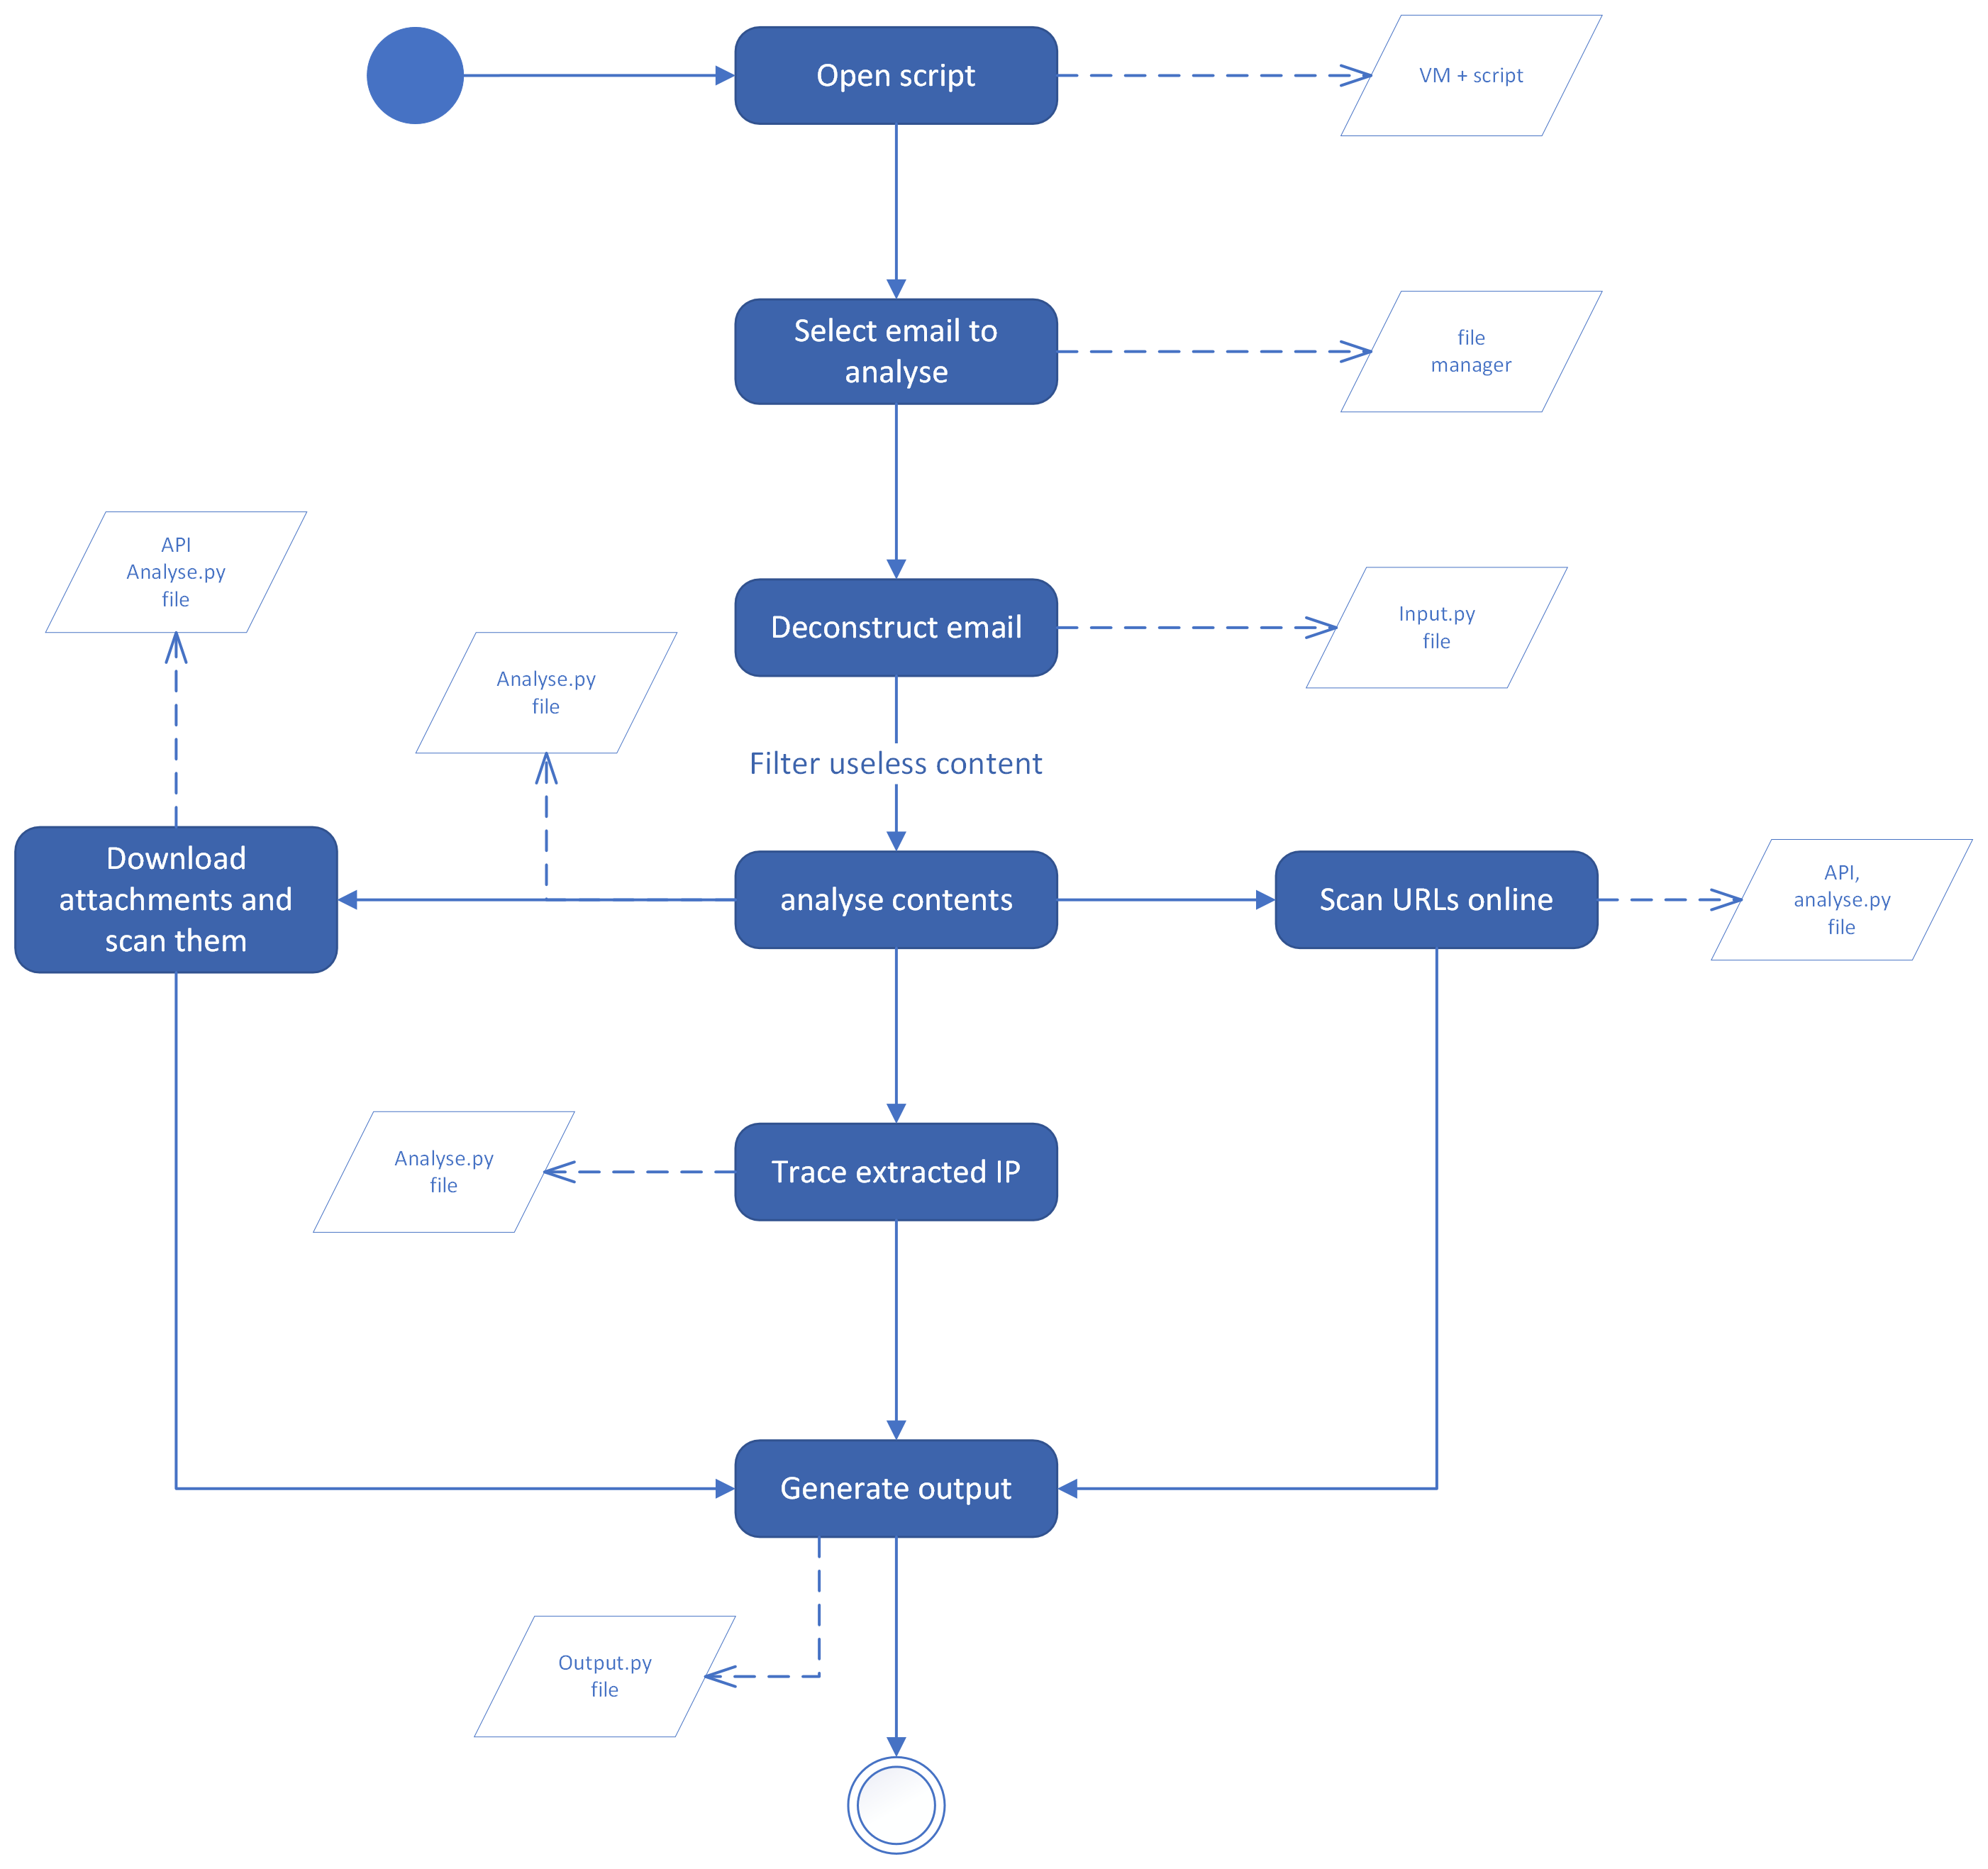 Open script
VM + script
Select email to
analyse
file
manager
API
Analyse.py
file
Deconstruct email
Input.py
file
Analyse.py
file
Filter useless content
Download
attachments and
scan them
analyse contents
Scan URLs online
API,
analyse.py
file
Analyse.py
file
Trace extracted IP
Generate output
Output.py
file